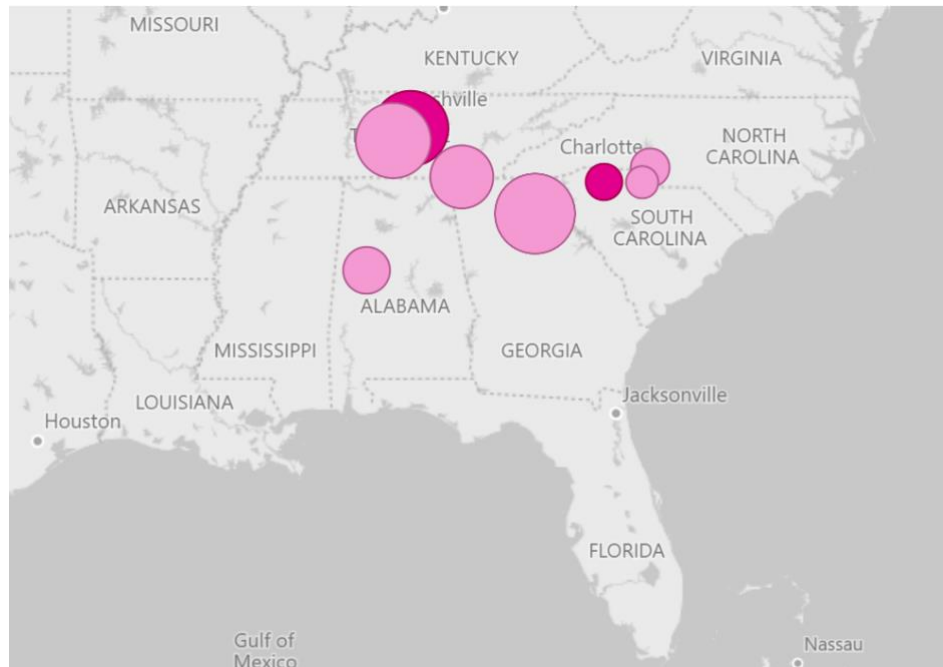 MISSOURI
KENTUCKY
VIRGINIA
NORTH
CAROLINA
Charlotte
ARKANSAS
SOUTH
CAROLINA
ALABAMA
MISSISSIPPI
GEORGIA
LOUISIANA
Jacksonville
Houston
FLORIDA
Gulf of
Mexico
Nassau